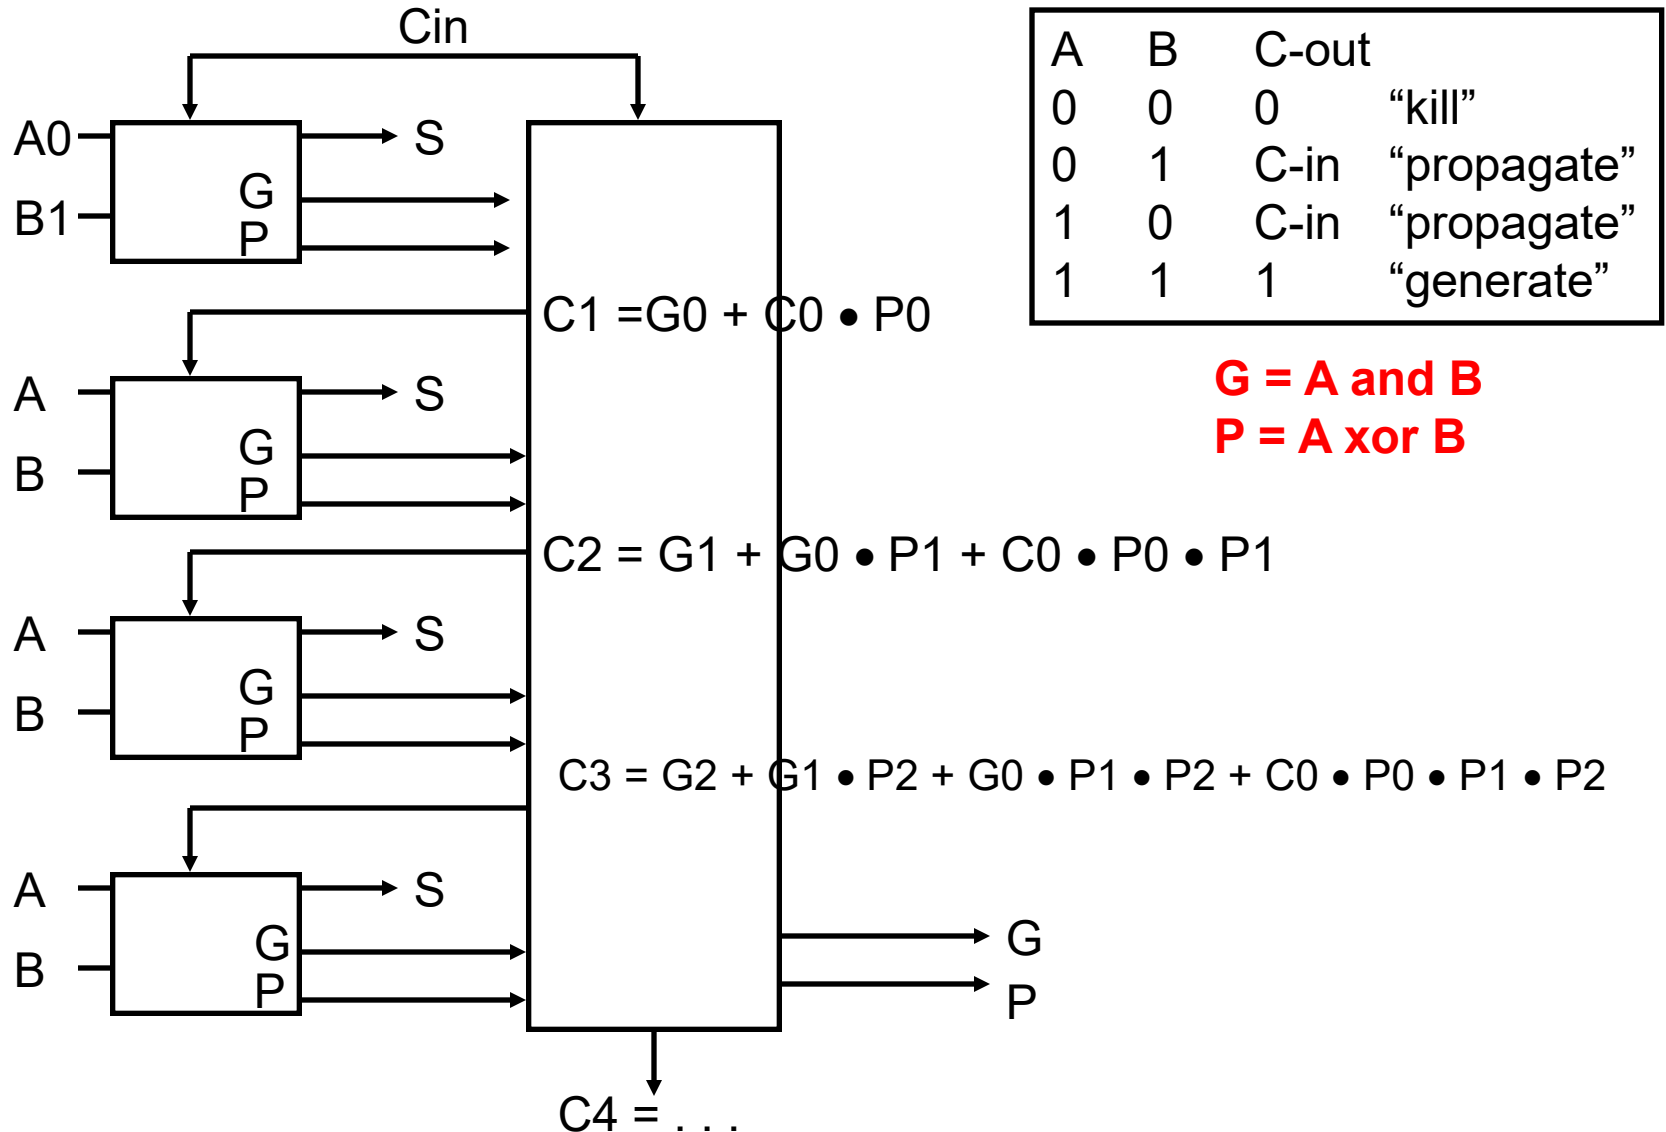 Cin
A B C-out
0 0 0 “kill”
0 1 C-in “propagate”
1 0 C-in “propagate”
1 1 1 “generate”
G = A and B
P = A xor B
A0
S
G
B1
P
C1 =G0 + C0 • P0
A
S
G
B
P
C2 = G1 + G0 • P1 + C0 • P0 • P1
A
S
G
B
P
C3 = G2 + G1 • P2 + G0 • P1 • P2 + C0 • P0 • P1 • P2
A
S
G
B
P
G
P
C4 = . . .